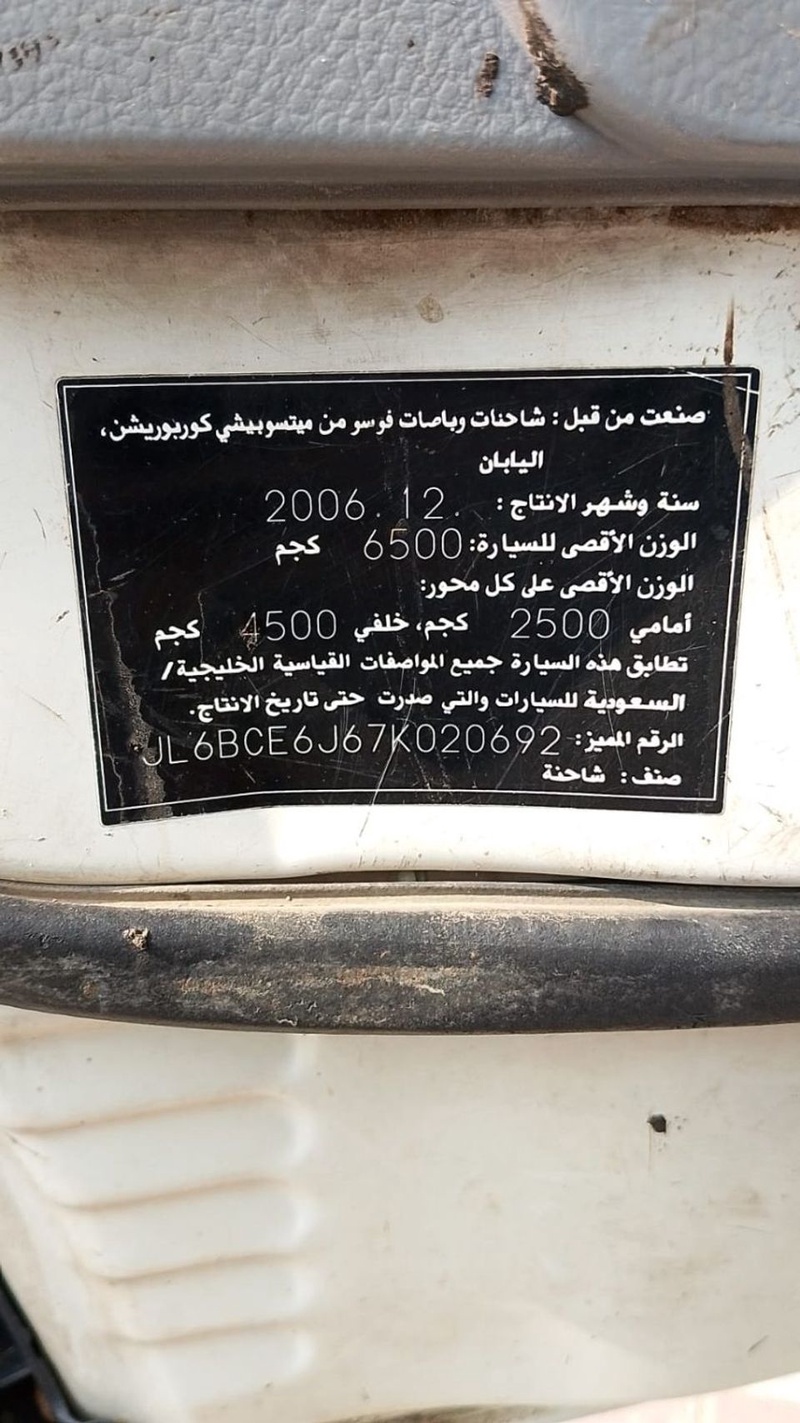 صنعت من قبل : شاحنات وباصات فوسو من ميتسوبيشي كوربوريشن،
اليابان
سنة وشهر الانتاج : 2006.12.
الوزن الأقصى للسيارة: 6500 كجم
الوزن الأقصى على كل محور:
أمامي 2500 كجم، خلفي 4500 كجم
تطابق هذه السيارة جميع المواصفات القياسية الخليجية/
السعودية للسيارات والتي صدرت حتى تاريخ الانتاج.
الرقم المميز: JL6BCE6J67K020692
صنف: شاحنة